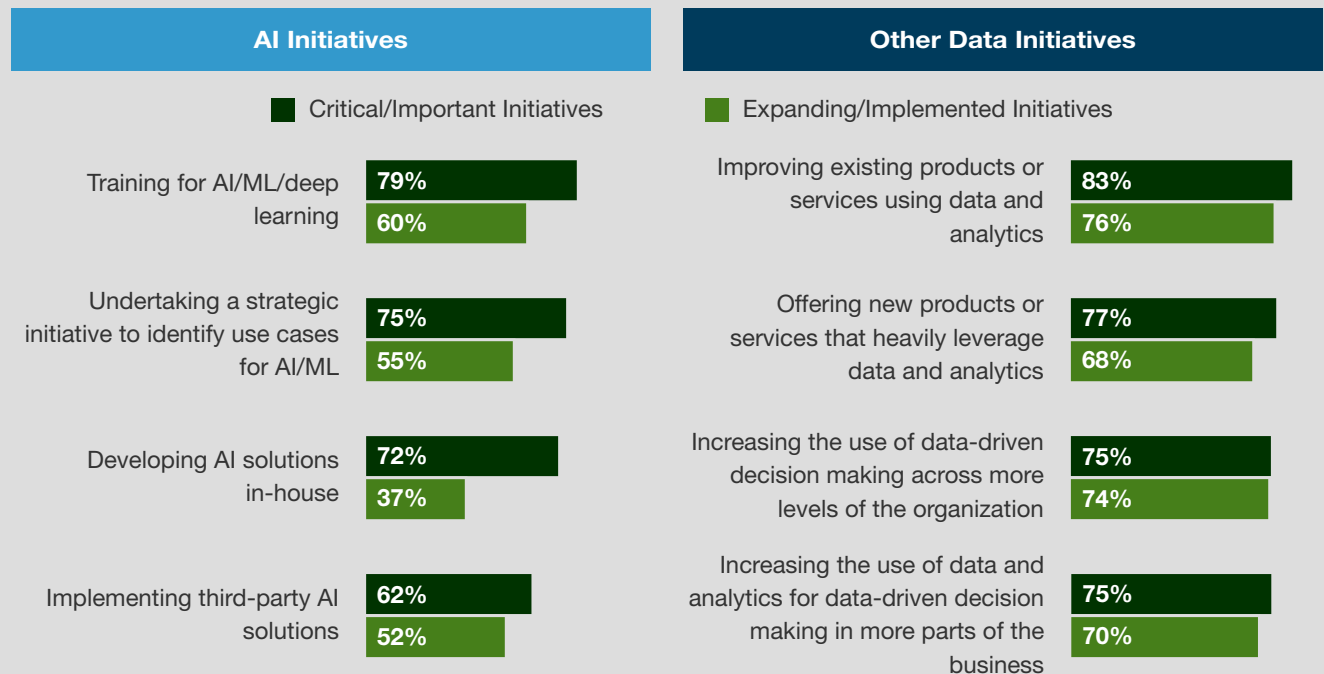 AI Initiatives
Other Data Initiatives
Critical/Important Initiatives
Expanding/Implemented Initiatives
Training for AI/ML/deep
learning
79%
60%
Undertaking a strategic
initiative to identify use cases
for AI/ML
75%
55%
Developing AI solutions
in-house
72%
37%
Implementing third-party AI
solutions
62%
52%
Improving existing products or
services using data and
analytics
83%
76%
Offering new products or
services that heavily leverage
data and analytics
77%
68%
Increasing the use of data-driven
decision making across more
levels of the organization
75%
74%
Increasing the use of data and
analytics for data-driven decision
making in more parts of the
business
75%
70%